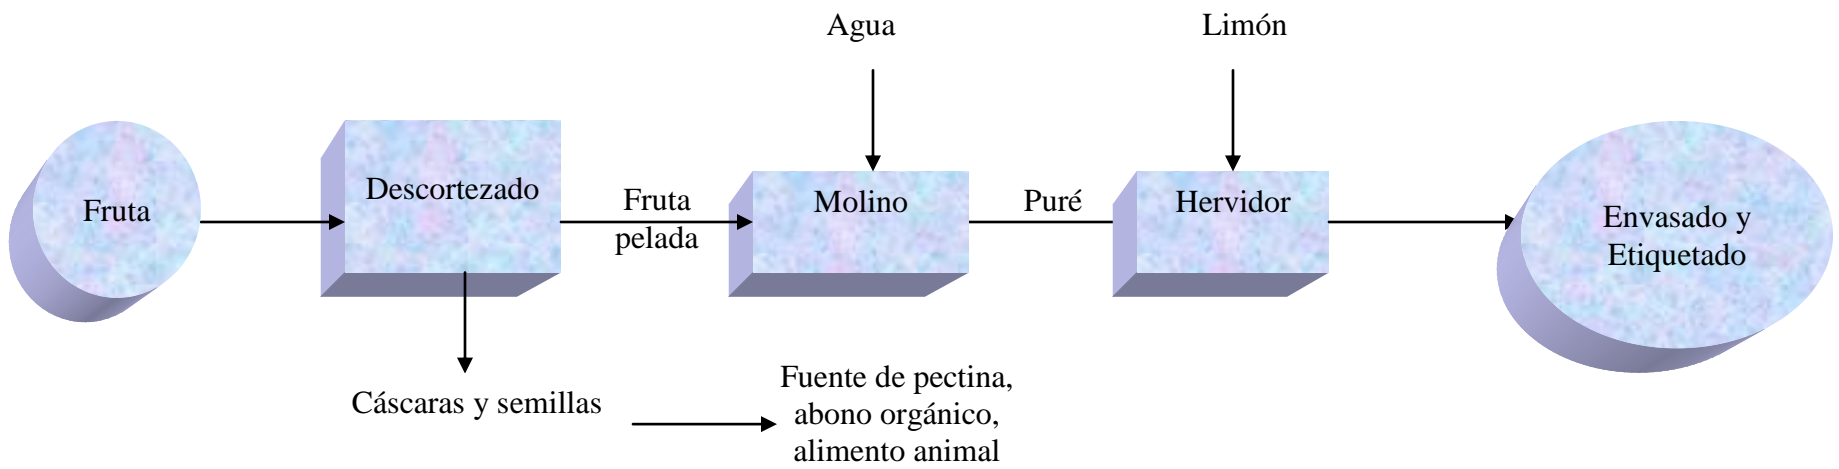 Agua
Limón
Fruta
Descortezado
Fruta
pelada
Molino
Puré
Hervidor
Envasado y
Etiquetado
Cáscaras y semillas
Fuente de pectina,
abono orgánico,
alimento animal